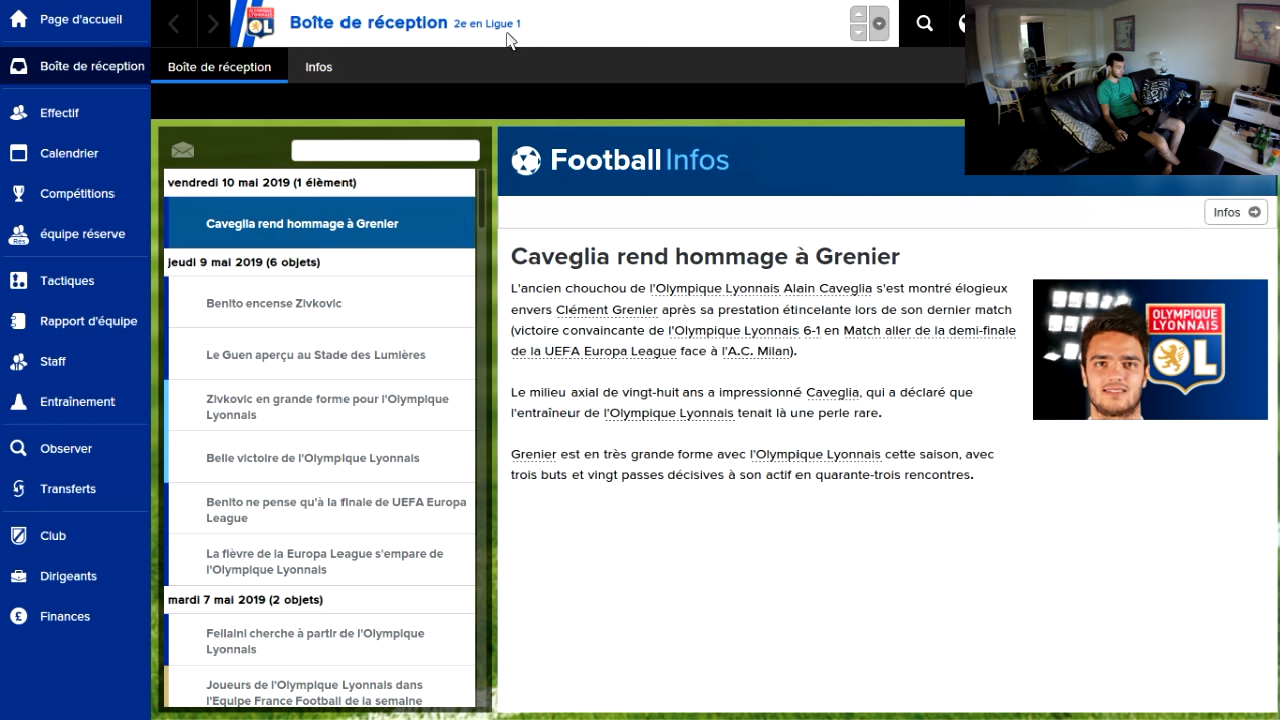 Page d'accueil
Boîte de réception
Effectif
Calendrier
Compétitions
équipe réserve
Tactiques
Rapport d'équipe
Staff
Entraînement
Observer
Transferts
Club
Dirigeants
Finances
Boîte de réception 2e en Ligue 1
Boîte de réception
Infos
vendredi 10 mai 2019 (1 élèment)
Caveglia rend hommage à Grenier
jeudi 9 mai 2019 (6 objets)
Benito encense Zivkovic
Le Guen aperçu au Stade des Lumières
Zivkovic en grande forme pour l'Olympique
Lyonnais
Belle victoire de l'Olympique Lyonnais
Benito ne pense qu'à la finale de UEFA Europa
League
La fièvre de la Europa League s'empare de
l'Olympique Lyonnais
mardi 7 mai 2019 (2 objets)
Fellaini cherche à partir de l'Olympique
Lyonnais
Joueurs de l'Olympique Lyonnais dans
l'Equipe France Football de la semaine
Football Infos
Infos
Caveglia rend hommage à Grenier
L'ancien chouchou de l'Olympique Lyonnais Alain Caveglia s'est montré élogieux
envers Clément Grenier après sa prestation étincelante lors de son dernier match
(victoire convaincante de l'Olympique Lyonnais 6-1 en Match aller de la demi-finale
de la UEFA Europa League face à l'A.C. Milan).
Le milieu axial de vingt-huit ans a impressionné Caveglia, qui a déclaré que
l'entraîneur de l'Olympique Lyonnais tenait là une perle rare.
Grenier est en très grande forme avec l'Olympique Lyonnais cette saison, avec
trois buts et vingt passes décisives à son actif en quarante-trois rencontres.
OLYMPIQUE
LYONNAIS
OL